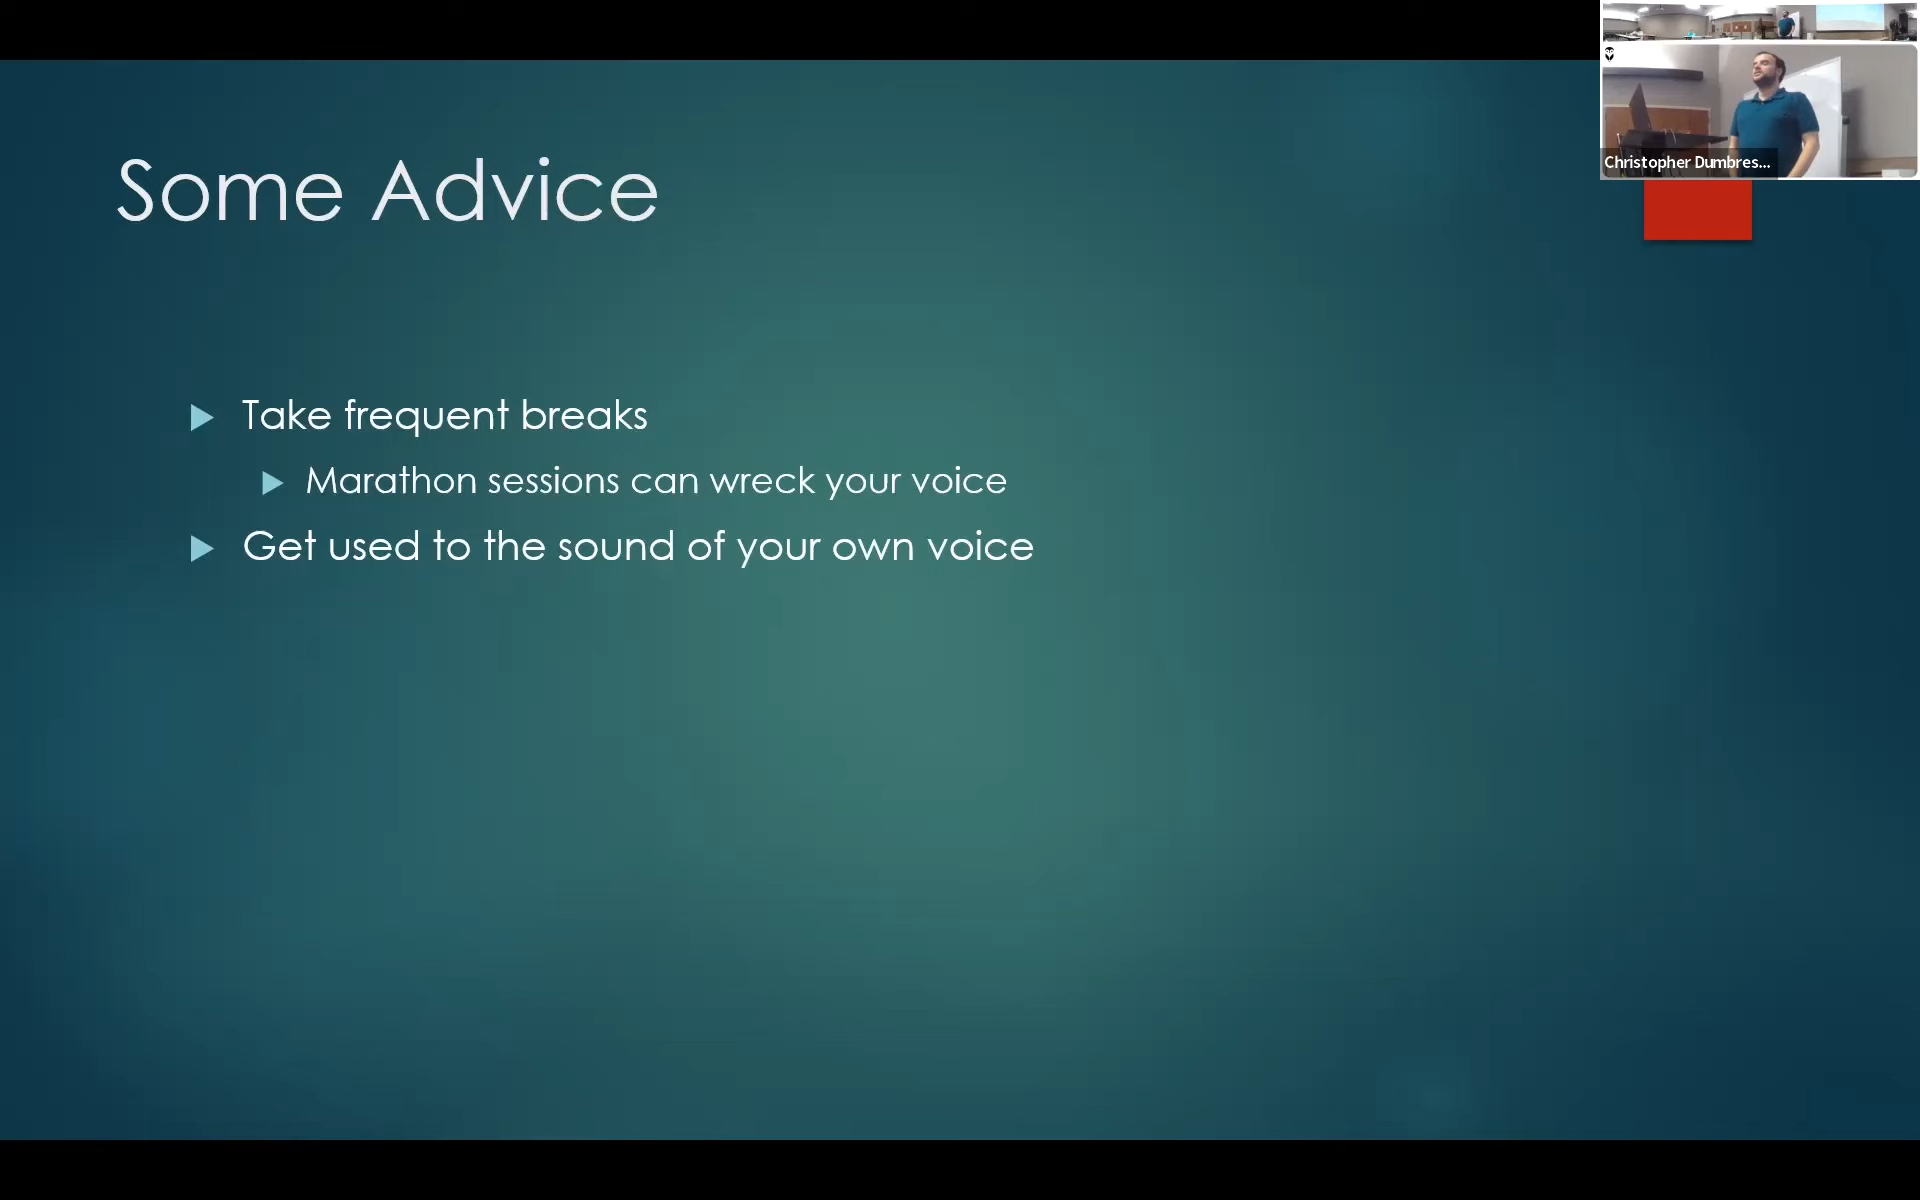 Some Advice
Take frequent breaks
Marathon sessions can wreck your voice
Get used to the sound of your own voice
Christopher Dumbres...